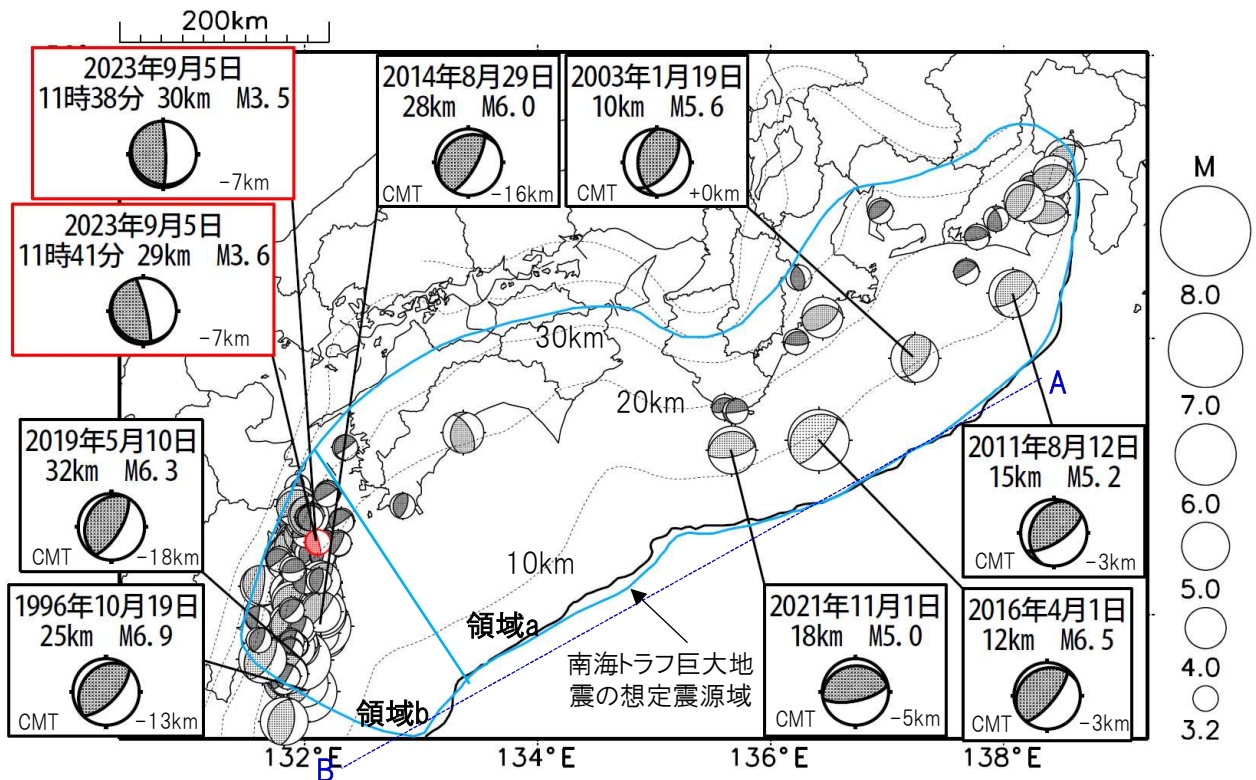 200km
2023年9月5日
11時38分 30km M3.5
-7km
2023年9月5日
11時41分 29km M3.6
-7km
2014年8月29日
28km M6.0
CMT
-16km
2003年1月19日
10km M5.6
CMT
+0km
M
8.0
7.0
6.0
5.0
4.0
3.2
30km
20km
10km
A
2019年5月10日
32km M6.3
CMT
-18km
1996年10月19日
25km M6.9
CMT
-13km
2011年8月12日
15km M5.2
CMT
-3km
2021年11月1日
18km M5.0
CMT
-5km
2016年4月1日
12km M6.5
CMT
-3km
領域a
領域b
南海トラフ巨大地
震の想定震源域
B
132°E
134°E
136°E
138°E